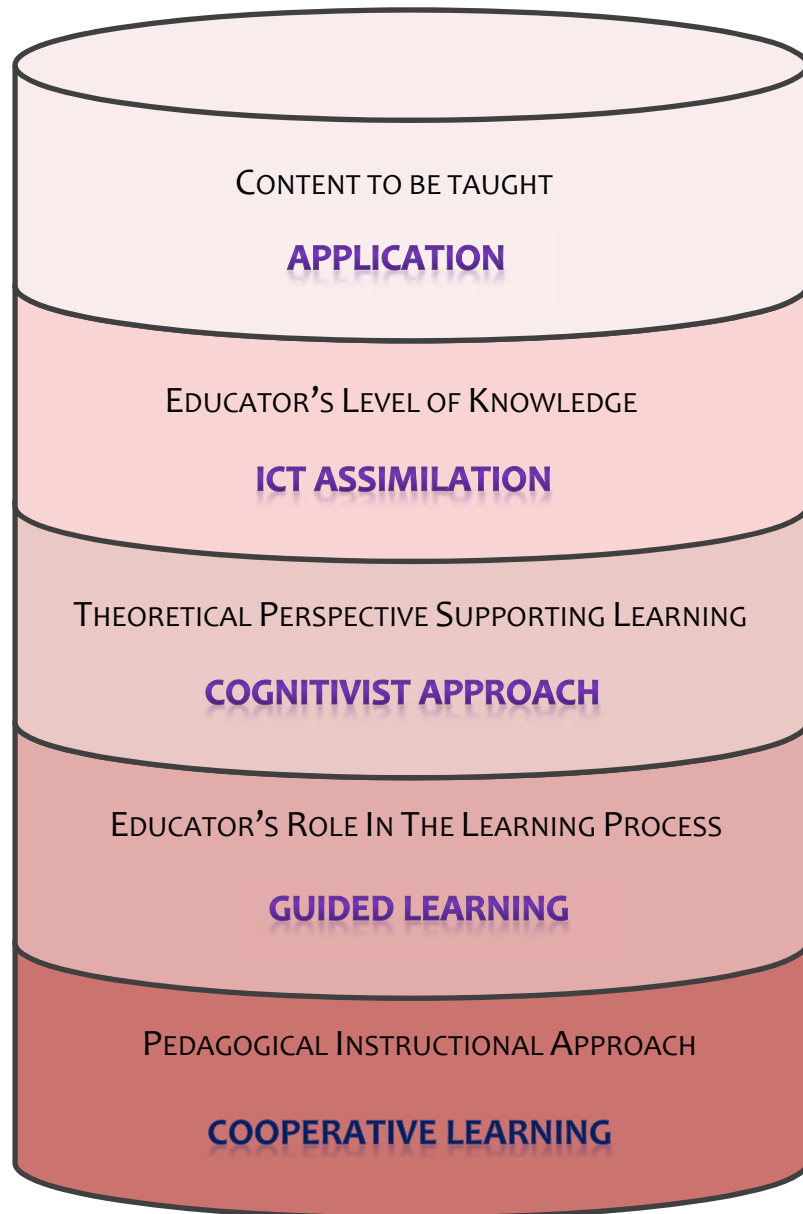 CONTENT TO BE TAUGHT
APPLICATION
EDUCATOR'S LEVEL OF KNOWLEDGE
ICT ASSIMILATION
THEORETICAL PERSPECTIVE SUPPORTING LEARNING
COGNITIVIST APPROACH
EDUCATOR'S ROLE IN THE LEARNING PROCESS
GUIDED LEARNING
PEDAGOGICAL INSTRUCTIONAL APPROACH
COOPERATIVE LEARNING